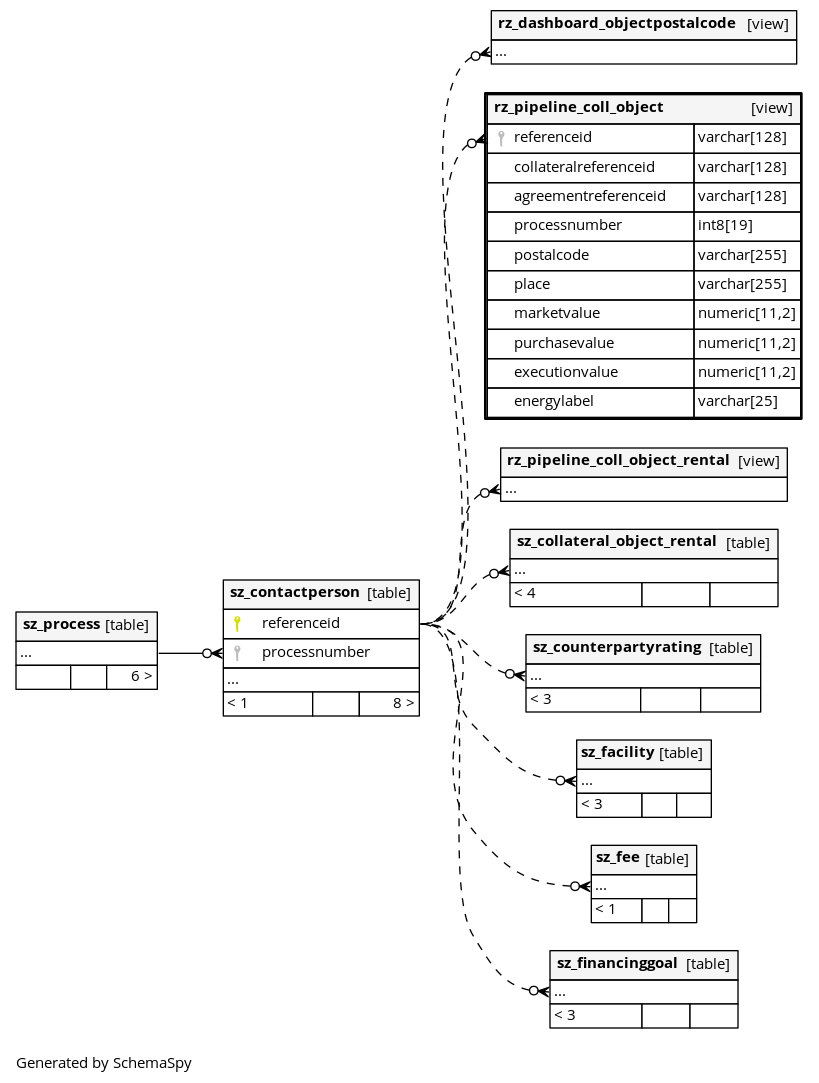 rz_dashboard_objectpostalcode [view]
...
rz_pipeline_coll_object [view]
referenceid varchar[128]
collateralreferenceid varchar[128]
agreementreferenceid varchar[128]
processnumber int8[19]
postalcode varchar[255]
place varchar[255]
marketvalue numeric[11,2]
purchasevalue numeric[11,2]
executionvalue numeric[11,2]
energylabel varchar[25]
rz_pipeline_coll_object_rental [view]
...
sz_collateral_object_rental [table]
...
< 4
sz_process [table]
...
6 >
sz_contactperson [table]
referenceid
processnumber
...
< 1 8 >
sz_counterpartyrating [table]
...
< 3
sz_facility [table]
...
< 3
sz_fee [table]
...
< 1
sz_financinggoal [table]
...
< 3
Generated by SchemaSpy